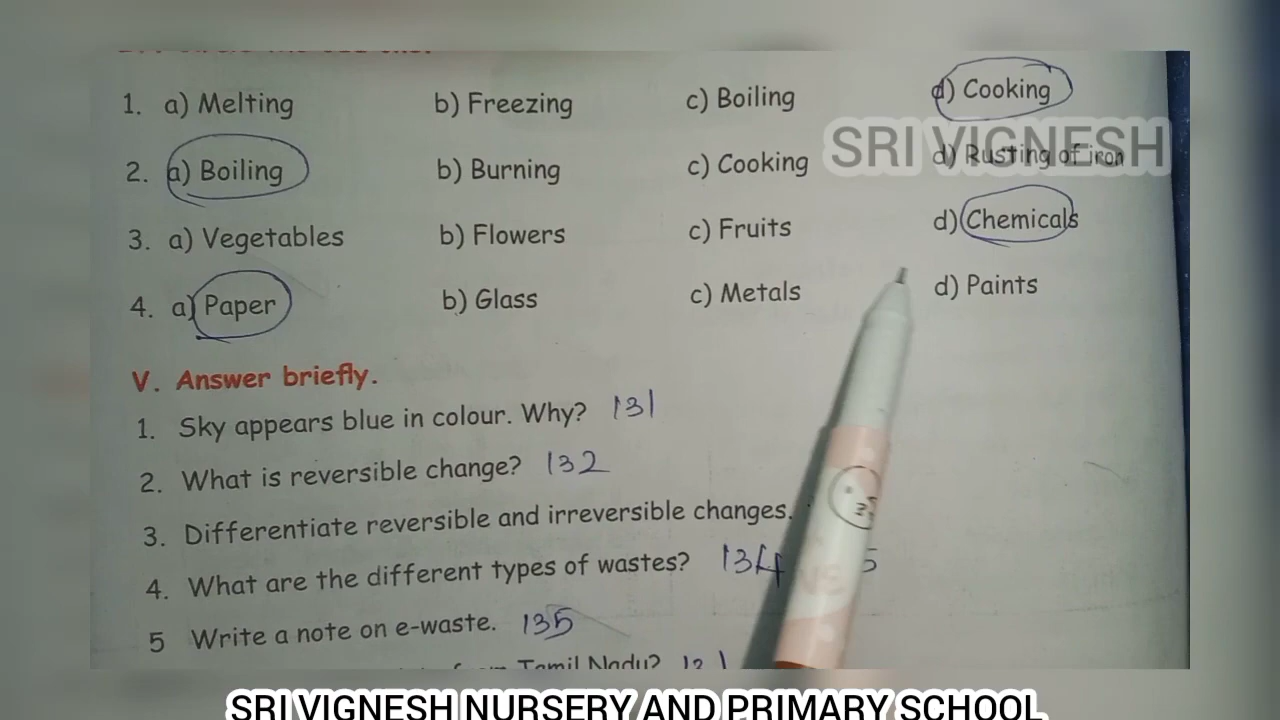 1. a) Melting b) Freezing c) Boiling d) Cooking
SRI VIGNESH
2. a) Boiling b) Burning c) Cooking d) Rusting of iron
3. a) Vegetables b) Flowers c) Fruits d) Chemicals
4. a) Paper b) Glass c) Metals d) Paints
V. Answer briefly.
1. Sky appears blue in colour. Why? 131
2. What is reversible change? 132
3. Differentiate reversible and irreversible changes.
4. What are the different types of wastes? 134 5
5 Write a note on e-waste. 135
Tamil Nadu?
SRI VIGNESH NURSERY AND PRIMARY SCHOOL